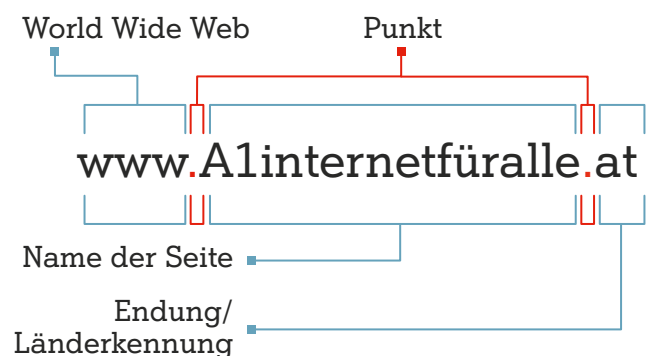 World Wide Web
Punkt
www.A1internetfüralle.at
Name der Seite
Endung/
Länderkennung